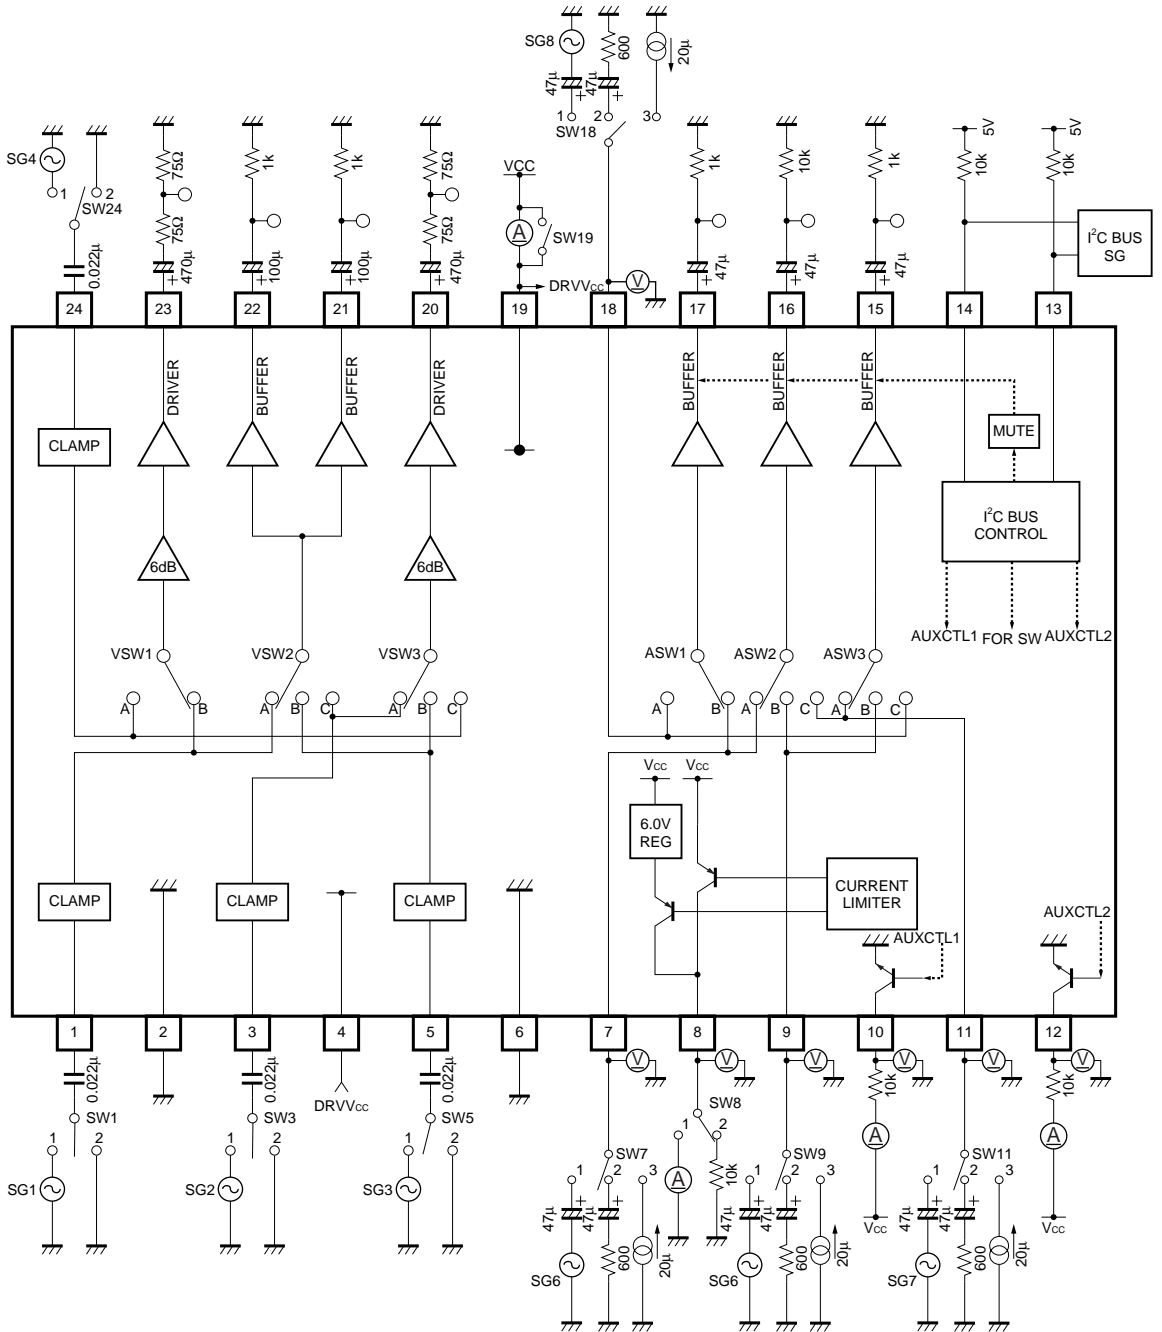 SG8
47µ
+
600
47µ
+
20µ
1
2
3
SW18
SG4
1
2
SW24
0.022µ
75Ω
75Ω
470µ
+
1k
100µ
+
1k
100µ
+
75Ω
75Ω
470µ
+
VCC
A
SW19
DRVVCC
V
1k
47µ
+
10k
47µ
+
1k
47µ
+
5V
10k
5V
10k
I²C BUS
SG
24
23
22
21
20
19
18
17
16
15
14
13
DRIVER
BUFFER
BUFFER
DRIVER
BUFFER
BUFFER
BUFFER
CLAMP
MUTE
I²C BUS
CONTROL
6dB
6dB
AUXCTL1
FOR SW
AUXCTL2
VSW1
VSW2
VSW3
ASW1
ASW2
ASW3
A
B
A
B
C
A
B
C
A
B
A
B
C
A
B
C
VCC
VCC
6.0V
REG
CURRENT
LIMITER
CLAMP
CLAMP
CLAMP
AUXCTL1
AUXCTL2
1
2
3
4
5
6
7
8
9
10
11
12
0.022µ
SW1
1
2
SG1
0.022µ
SW3
1
2
SG2
DRVVCC
0.022µ
SW5
1
2
SG3
V
SW7
1
2
3
47µ
+
47µ
+
600
20µ
SG6
V
SW8
1
2
A
10k
V
SW9
1
2
3
47µ
+
47µ
+
600
20µ
SG6
V
10k
A
VCC
V
SW11
1
2
3
47µ
+
47µ
+
600
20µ
SG7
V
10k
A
VCC